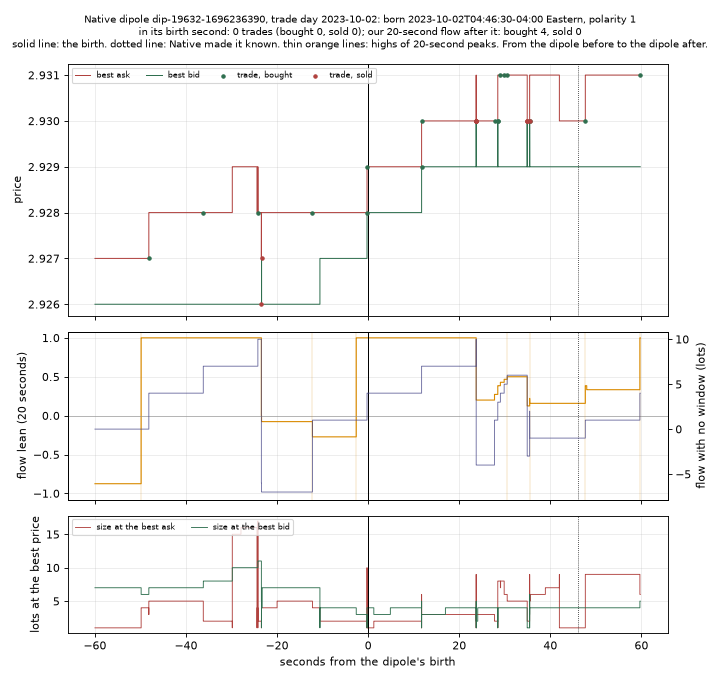 Native dipole dip-19632-1696236390, trade day 2023-10-02: born 2023-10-02T04:46:30-04:00 Eastern, polarity 1
in its birth second: 0 trades (bought 0, sold 0); our 20-second flow after it: bought 4, sold 0
solid line: the birth. dotted line: Native made it known. thin orange lines: highs of 20-second peaks. From the dipole before to the dipole after.
best ask best bid trade, bought trade, sold
2.931
2.930
2.929
2.928
2.927
2.926
price
1.0
0.5
0.0
−0.5
−1.0
flow lean (20 seconds)
10
5
0
−5
flow with no window (lots)
size at the best ask size at the best bid
15
10
5
lots at the best price
−60 −40 −20 0 20 40 60
seconds from the dipole's birth